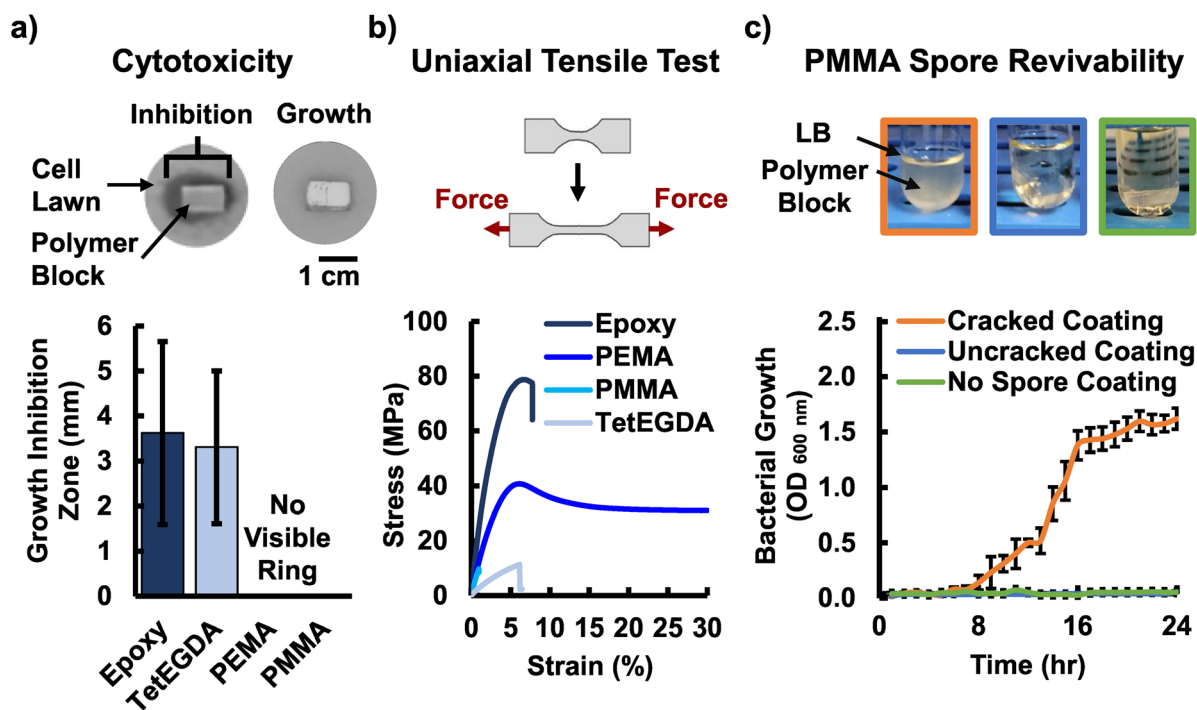 a)
Cytotoxicity
Inhibition
Growth
Cell
Lawn
Polymer
Block
1 cm
Growth Inhibition
Zone (mm)
6
5
4
3
2
1
0
No
Visible
Ring
Epoxy
TetEGDA
PEMA
PMMA
b)
Uniaxial Tensile Test
Force
Force
Stress (MPa)
100
80
60
40
20
0
Epoxy
PEMA
PMMA
TetEGDA
0 5 10 15 20 25 30
Strain (%)
c)
PMMA Spore Revivability
LB
Polymer
Block
Bacterial Growth
(OD 600 nm)
2.5
2.0
1.5
1.0
0.5
0.0
Cracked Coating
Uncracked Coating
No Spore Coating
0 8 16 24
Time (hr)